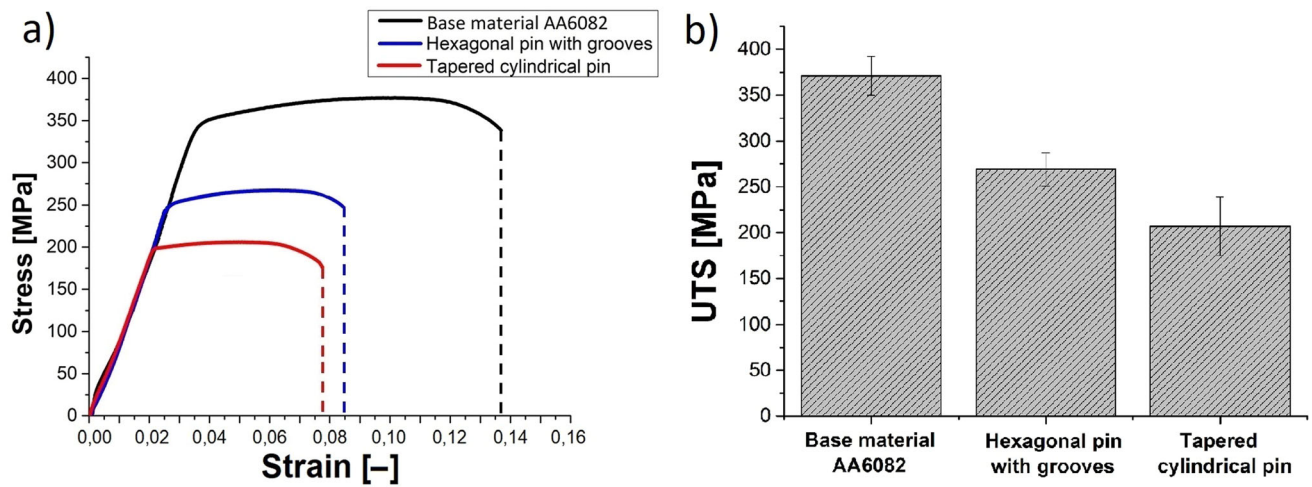 a)
Base material AA6082
Hexagonal pin with grooves
Tapered cylindrical pin
Stress [MPa]
400
350
300
250
200
150
100
50
0
0,00 0,02 0,04 0,06 0,08 0,10 0,12 0,14 0,16
Strain [–]
b)
UTS [MPa]
400
350
300
250
200
150
100
50
0
Base material
AA6082
Hexagonal pin
with grooves
Tapered
cylindrical pin